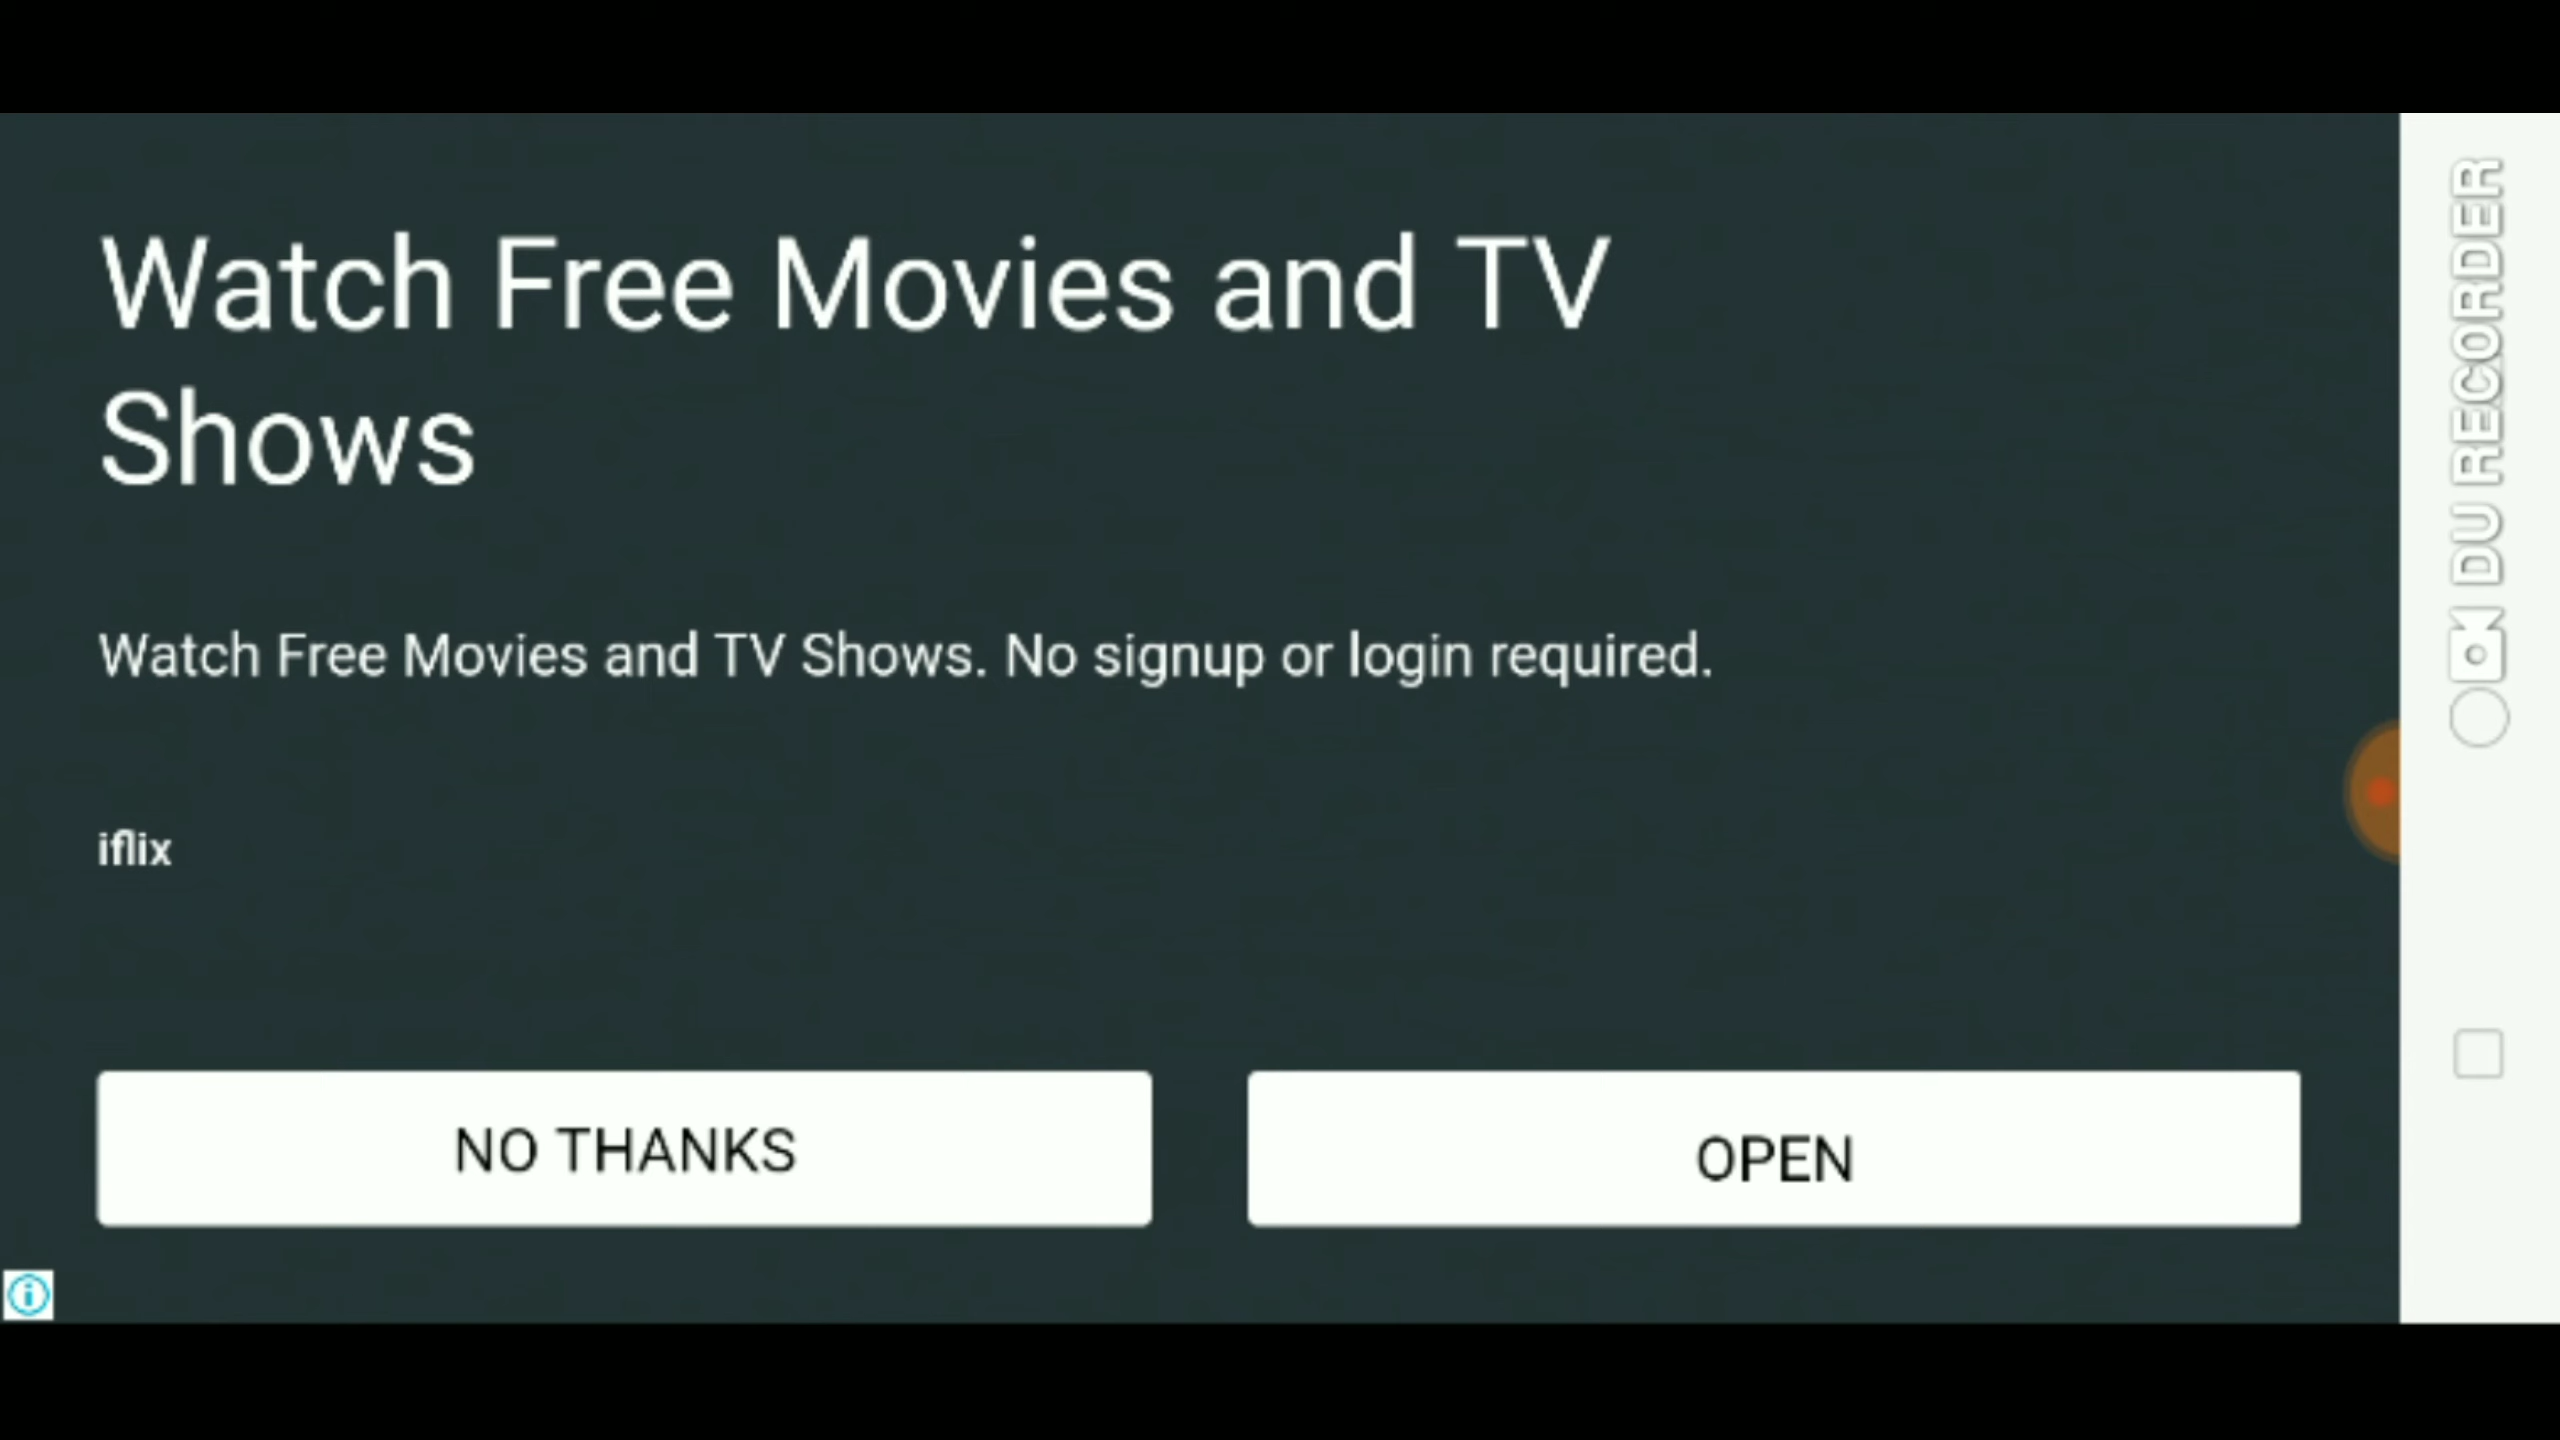 Watch Free Movies and TV
Shows
Watch Free Movies and TV Shows. No signup or login required.
iflix
NO THANKS
OPEN
DU RECORDER